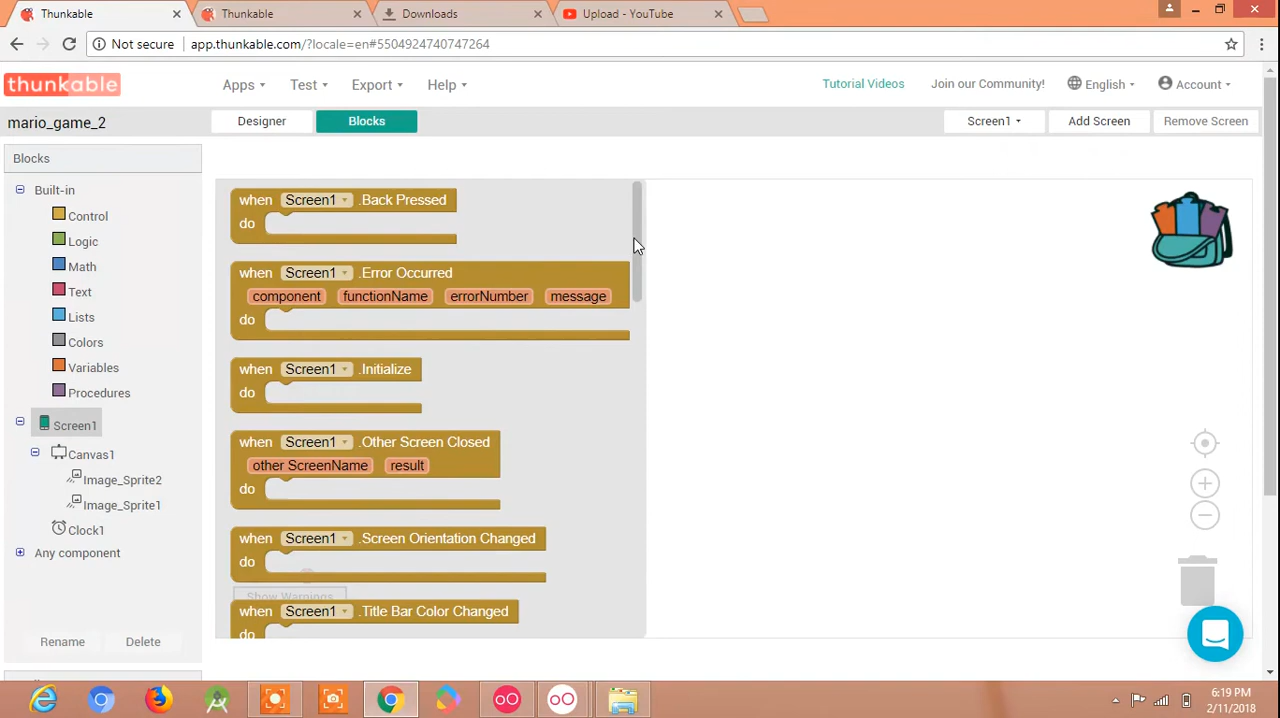 Thunkable
Thunkable
Downloads
Upload - YouTube
Not secure
app.thunkable.com/?locale=en#5504924740747264
thunkable
Apps
Test
Export
Help
Tutorial Videos
Join our Community!
English
Account
mario_game_2
Designer
Blocks
Screen1
Add Screen
Remove Screen
Blocks
Built-in
Control
Logic
Math
Text
Lists
Colors
Variables
Procedures
Screen1
Canvas1
Image_Sprite2
Image_Sprite1
Clock1
Any component
Rename
Delete
when Screen1 .Back Pressed
do
when Screen1 .Error Occurred
component functionName errorNumber message
do
when Screen1 .Initialize
do
when Screen1 .Other Screen Closed
other ScreenName result
do
when Screen1 .Screen Orientation Changed
do
Show Warnings
when Screen1 .Title Bar Color Changed
do
6:19 PM
2/11/2018